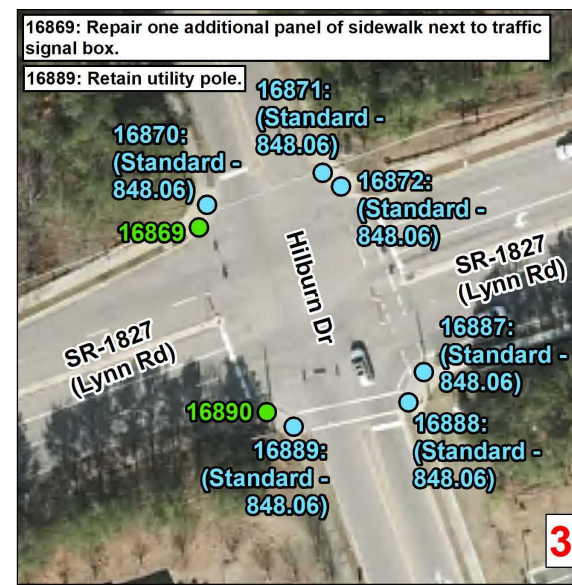 16869: Repair one additional panel of sidewalk next to traffic
signal box.
16889: Retain utility pole.
16871:
(Standard -
848.06)
16870:
(Standard -
848.06)
16872:
(Standard -
848.06)
16869
Hilburn Dr
SR-1827
(Lynn Rd)
SR-1827
(Lynn Rd)
16887:
(Standard -
848.06)
16890
16888:
(Standard -
848.06)
16889:
(Standard -
848.06)
3